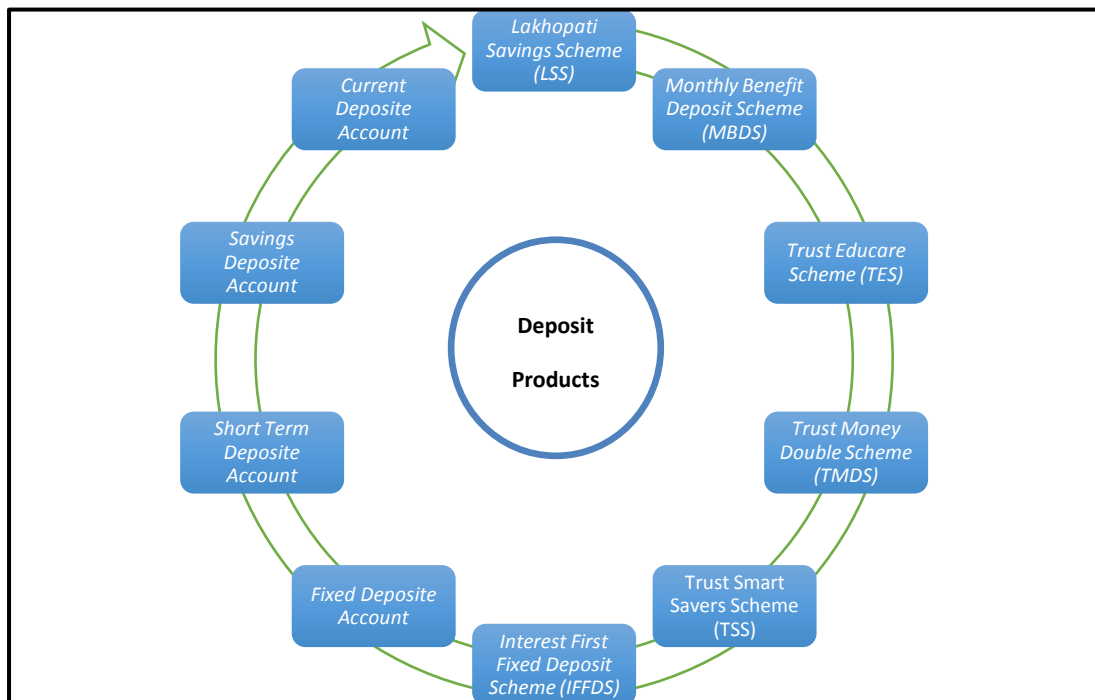 Lakhopati
Savings Scheme
(LSS)
Monthly Benefit
Deposit Scheme
(MBDS)
Trust Educare
Scheme (TES)
Trust Money
Double Scheme
(TMDS)
Trust Smart
Savers Scheme
(TSS)
Interest First
Fixed Deposit
Scheme (IFFDS)
Fixed Deposite
Account
Short Term
Deposite
Account
Savings
Deposite
Account
Current
Deposite
Account
Deposit
Products